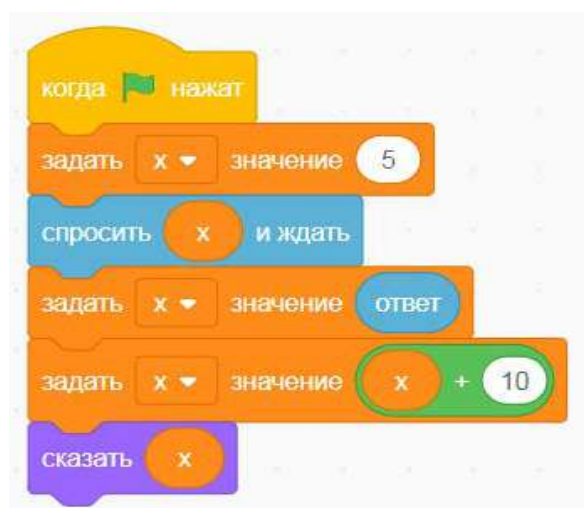 когда нажат
задать x значение 5
спросить x и ждать
задать x значение ответ
задать x значение x + 10
сказать x